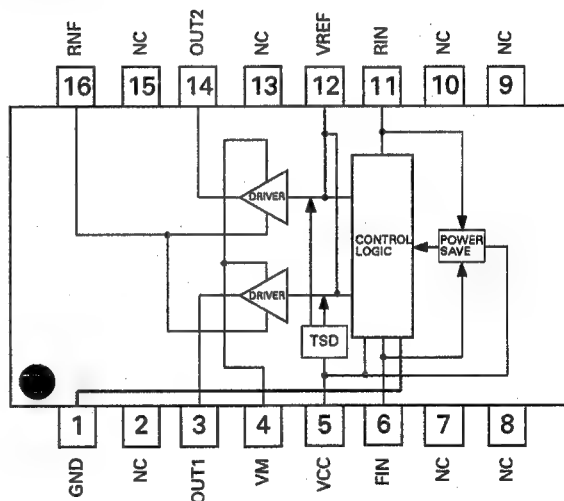 RNF NC OUT2 NC VREF RIN NC NC
16 15 14 13 12 11 10 9
DRIVER
CONTROL
LOGIC
POWER
SAVE
DRIVER
TSD
1 2 3 4 5 6 7 8
GND NC OUT1 VM VCC FIN NC NC